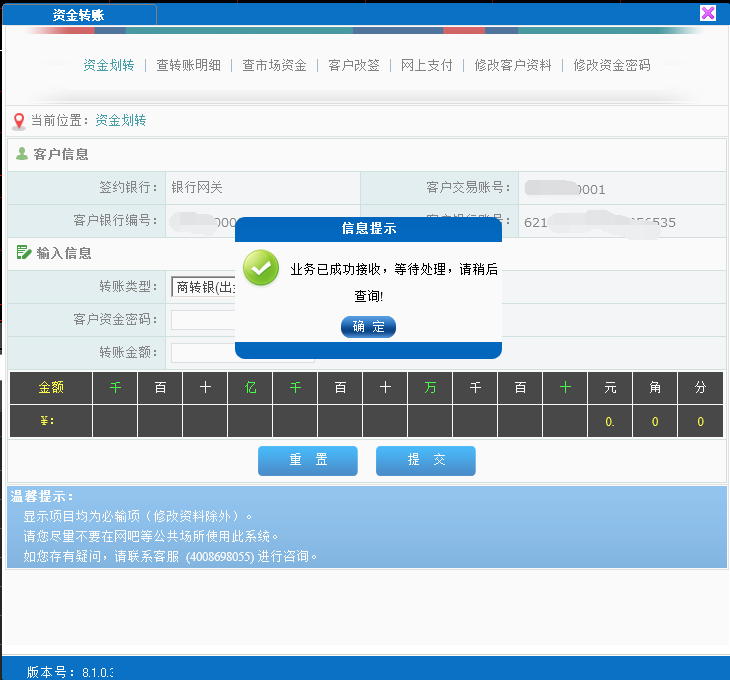 资金转账
资金划转 | 查转账明细 | 查市场资金 | 客户改签 | 网上支付 | 修改客户资料 | 修改资金密码
当前位置：资金划转
客户信息
签约银行： 银行网关 客户交易账号： 0001
客户银行编号： 000
621 6535
输入信息
信息提示
业务已成功接收，等待处理，请稍后
查询!
确 定
转账类型： 商转银(出
客户资金密码：
转账金额：
金额 千 百 十 亿 千 百 十 万 千 百 十 元 角 分
¥： 0. 0 0
重 置 提 交
温馨提示：
显示项目均为必输项（修改资料除外）。
请您尽里不要在网吧等公共场所使用此系统。
如您存有疑问，请联系客服 (4008698055) 进行咨询。
版本号：8.1.0.